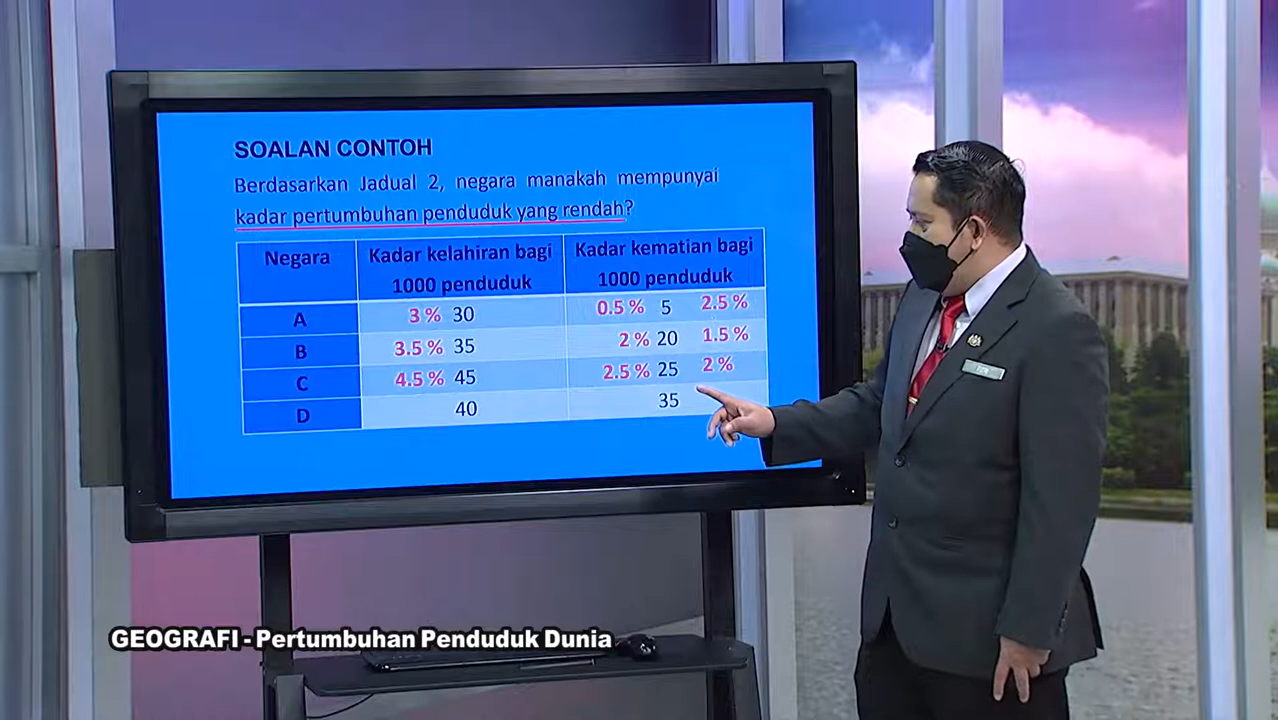 SOALAN CONTOH
Berdasarkan Jadual 2, negara manakah mempunyai
kadar pertumbuhan penduduk yang rendah?
Negara Kadar kelahiran bagi 1000 penduduk Kadar kematian bagi 1000 penduduk
A 3 % 30 0.5 % 5 2.5 %
B 3.5 % 35 2 % 20 1.5 %
C 4.5 % 45 2.5 % 25 2 %
D 40 35
GEOGRAFI - Pertumbuhan Penduduk Dunia